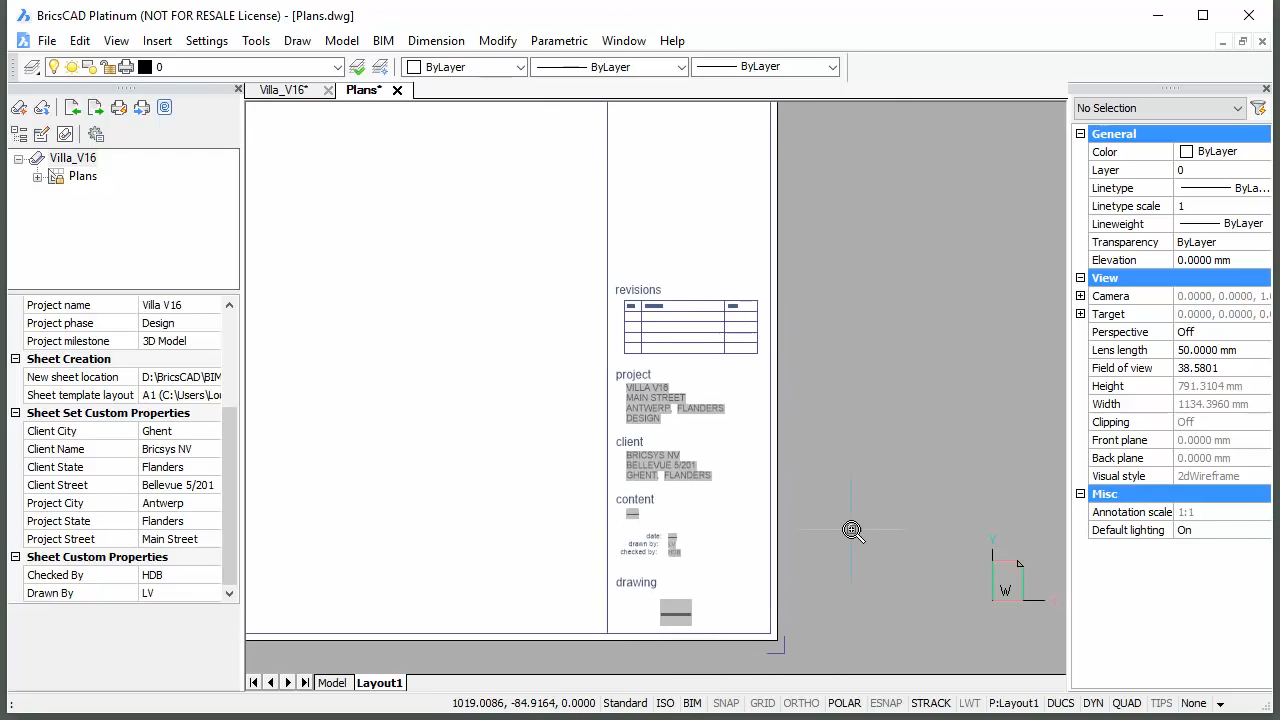 BricsCAD Platinum (NOT FOR RESALE License) - [Plans.dwg]
File Edit View Insert Settings Tools Draw Model BIM Dimension Modify Parametric Window Help
0 ByLayer ByLayer ByLayer
Villa_V16* Plans*
No Selection
Villa_V16
Plans
Project name Villa V16
Project phase Design
Project milestone 3D Model
Sheet Creation
New sheet location D:\BricsCAD\BIM
Sheet template layout A1 (C:\Users\Lo
Sheet Set Custom Properties
Client City Ghent
Client Name Bricsys NV
Client State Flanders
Client Street Bellevue 5/201
Project City Antwerp
Project State Flanders
Project Street Main Street
Sheet Custom Properties
Checked By HDB
Drawn By LV
revisions
project
VILLA V16
MAIN STREET
ANTWERP, FLANDERS
DESIGN
client
BRICSYS NV
BELLEVUE 5/201
GHENT, FLANDERS
content
date:
drawn by: LV
checked by: HDB
drawing
Y
W
General
Color ByLayer
Layer 0
Linetype ByLa...
Linetype scale 1
Lineweight ByLayer
Transparency ByLayer
Elevation 0.0000 mm
View
Camera 0.0000, 0.0000, 1.
Target 0.0000, 0.0000, 0.
Perspective Off
Lens length 50.0000 mm
Field of view 38.5801
Height 791.3104 mm
Width 1134.3960 mm
Clipping Off
Front plane 0.0000 mm
Back plane 0.0000 mm
Visual style 2dWireframe
Misc
Annotation scale 1:1
Default lighting On
Model Layout1
: 1019.0086, -84.9164, 0.0000 Standard ISO BIM SNAP GRID ORTHO POLAR ESNAP STRACK LWT P:Layout1 DUCS DYN QUAD TIPS None